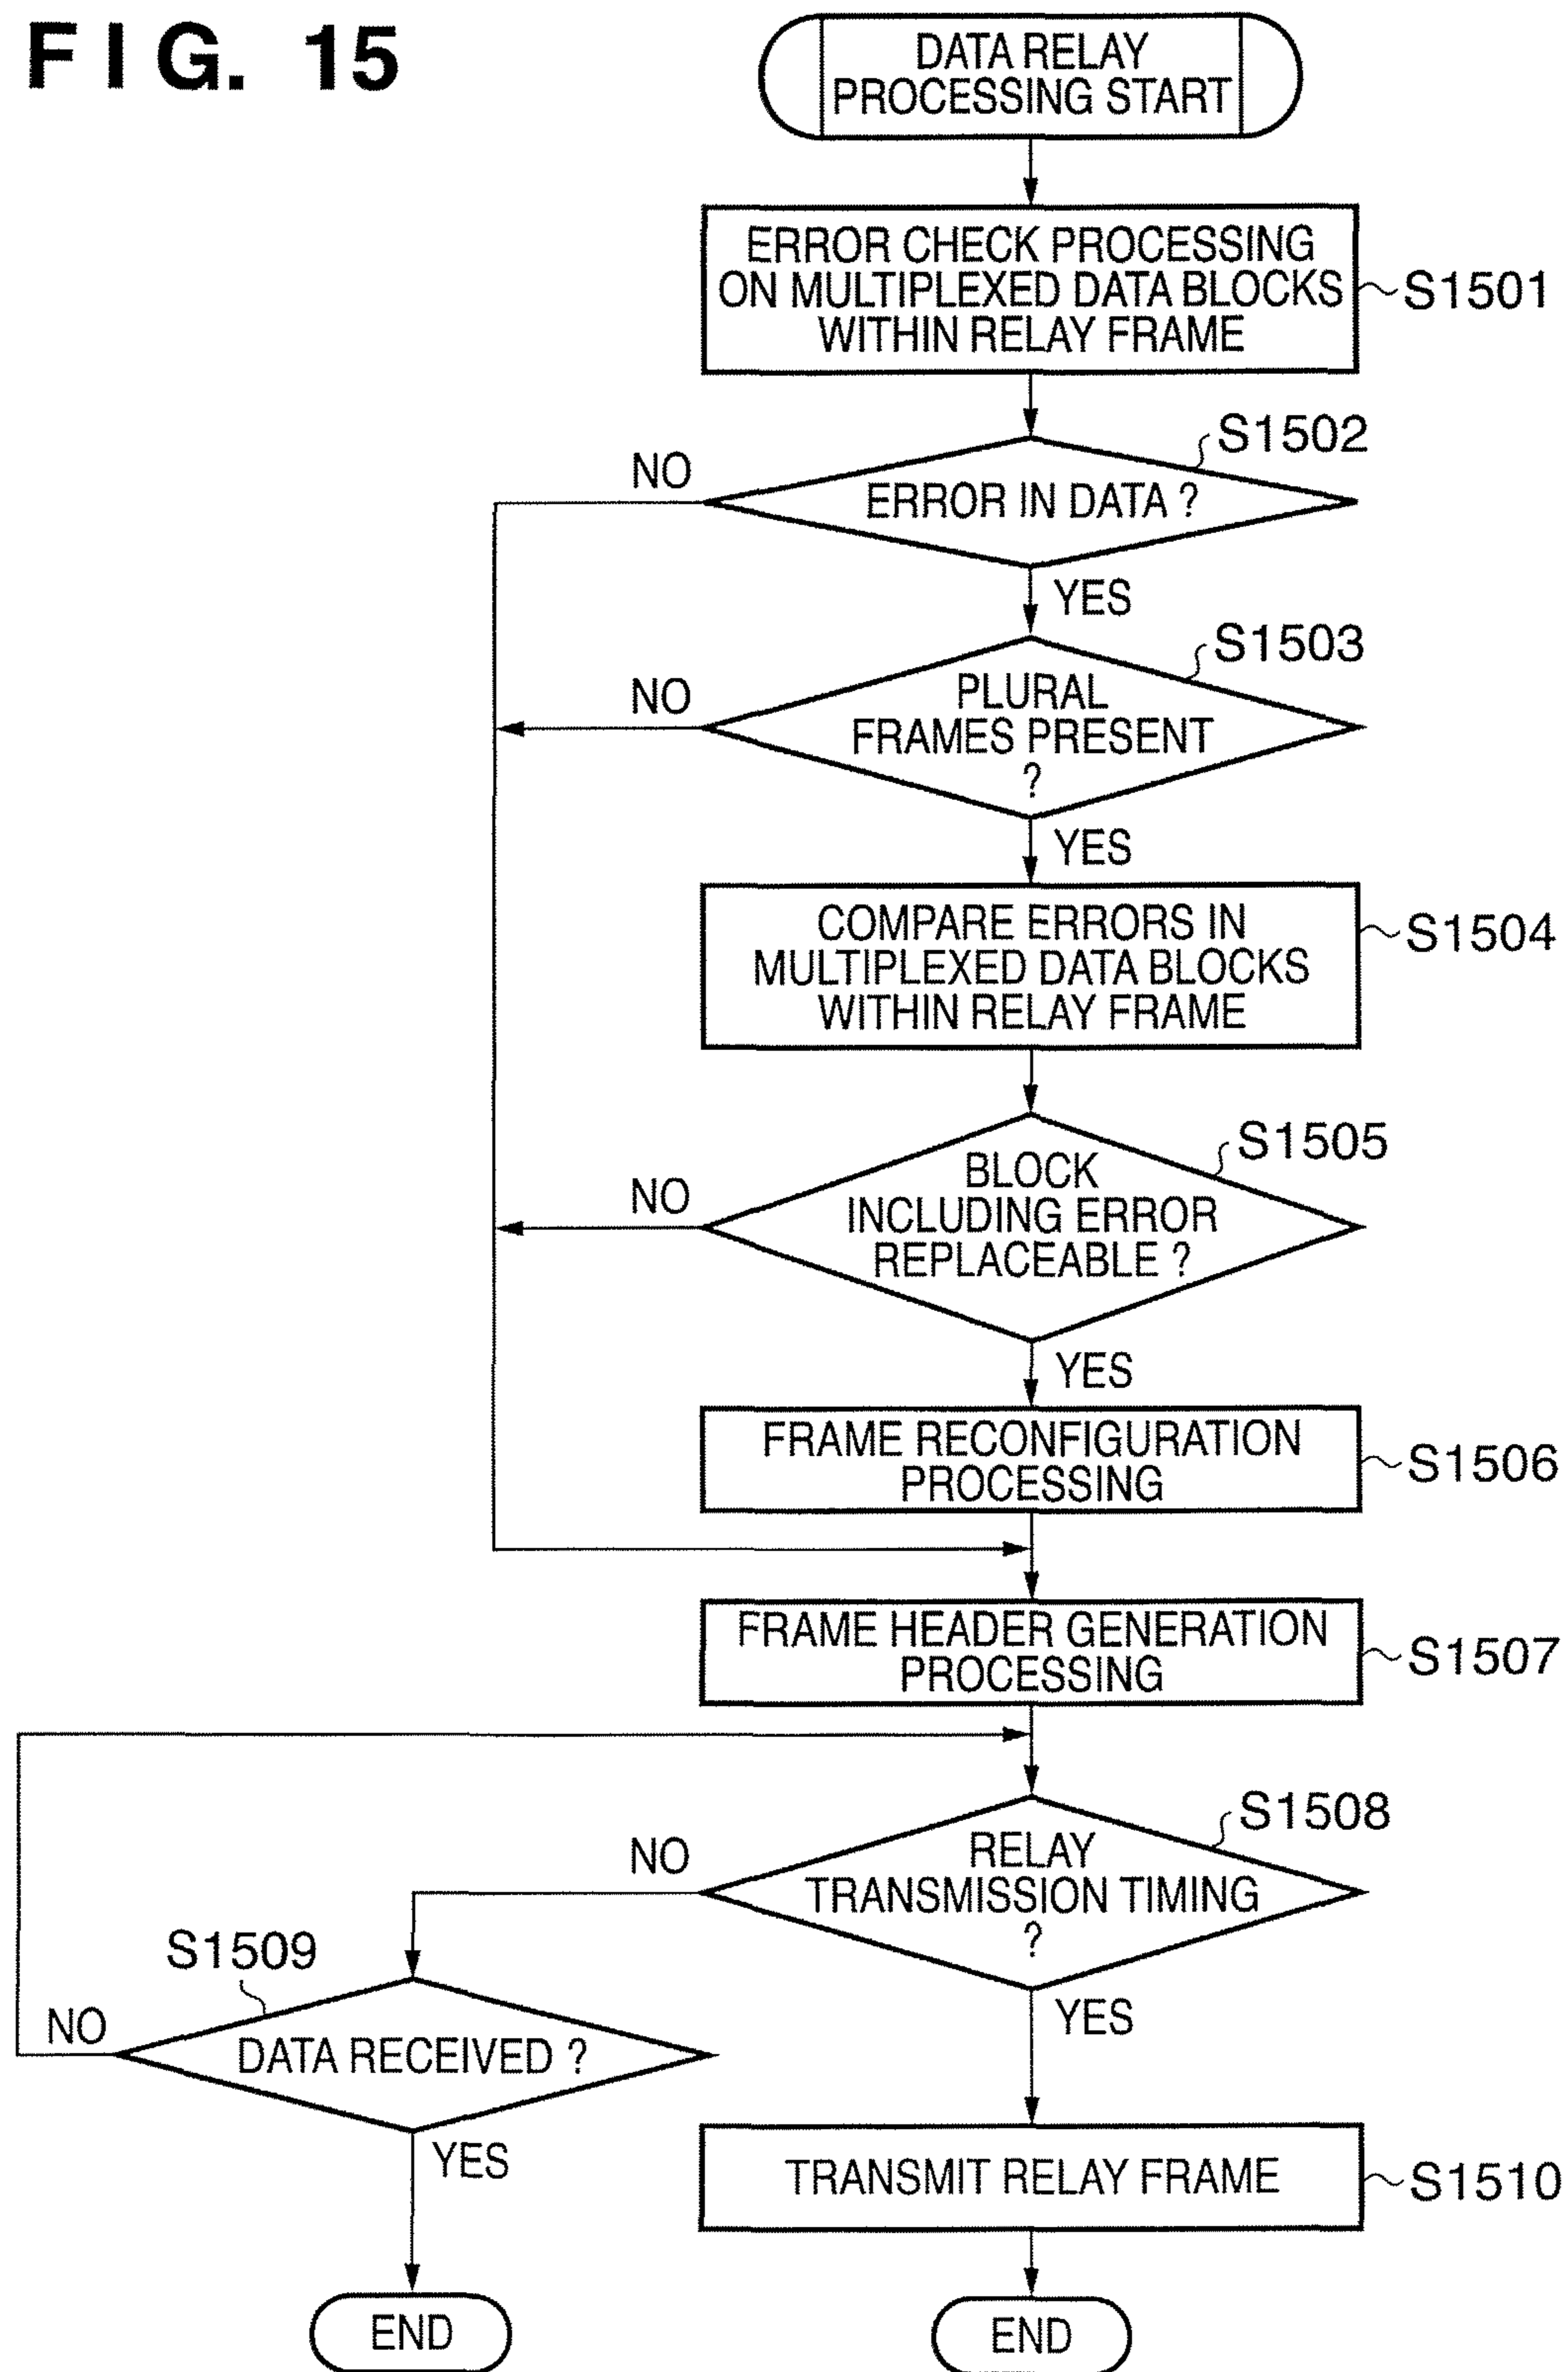 FIG. 15
DATA RELAY
PROCESSING START
ERROR CHECK PROCESSING
ON MULTIPLEXED DATA BLOCKS
WITHIN RELAY FRAME
S1501
S1502
NO
ERROR IN DATA ?
YES
S1503
NO
PLURAL
FRAMES PRESENT
?
YES
COMPARE ERRORS IN
MULTIPLEXED DATA BLOCKS
WITHIN RELAY FRAME
S1504
S1505
NO
BLOCK
INCLUDING ERROR
REPLACEABLE ?
YES
FRAME RECONFIGURATION
PROCESSING
S1506
FRAME HEADER GENERATION
PROCESSING
S1507
S1508
NO
RELAY
TRANSMISSION TIMING
?
YES
S1509
NO
DATA RECEIVED ?
YES
TRANSMIT RELAY FRAME
S1510
END
END